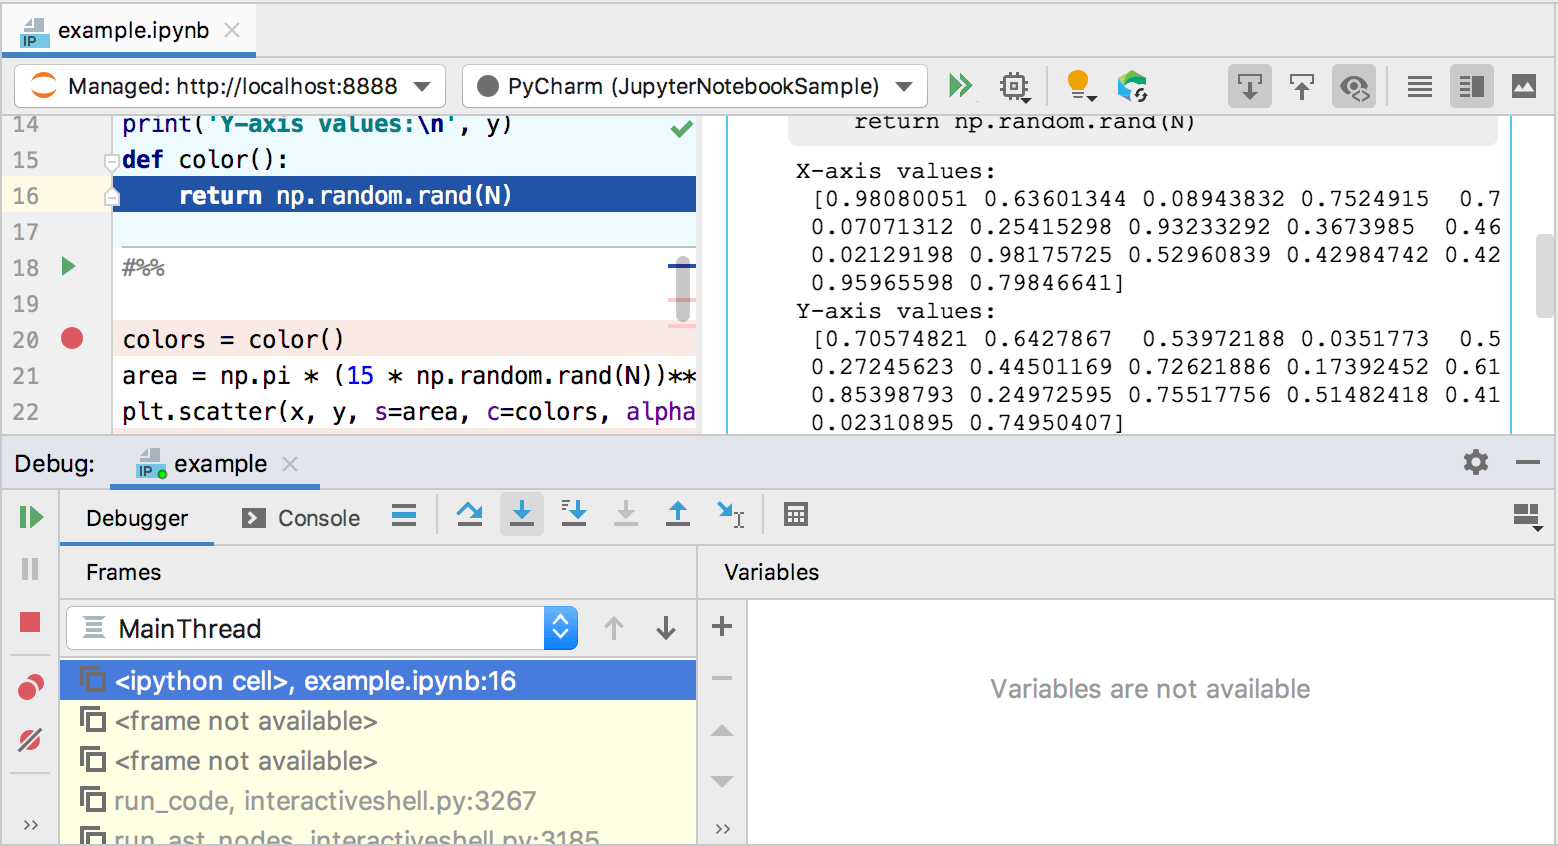 example.ipynb
Managed: http://localhost:8888
PyCharm (JupyterNotebookSample)
14 print('Y-axis values:\n', y)
15 def color():
16 return np.random.rand(N)
17
18 #%%
19
20 colors = color()
21 area = np.pi * (15 * np.random.rand(N))**
22 plt.scatter(x, y, s=area, c=colors, alpha
return np.random.rand(N)
X-axis values:
[0.98080051 0.63601344 0.08943832 0.7524915 0.7
0.07071312 0.25415298 0.93233292 0.3673985 0.46
0.02129198 0.98175725 0.52960839 0.42984742 0.42
0.95965598 0.79846641]
Y-axis values:
[0.70574821 0.6427867 0.53972188 0.0351773 0.5
0.27245623 0.44501169 0.72621886 0.17392452 0.61
0.85398793 0.24972595 0.75517756 0.51482418 0.41
0.02310895 0.74950407]
Debug:
IP example
Debugger
Console
Frames
Variables
MainThread
<ipython cell>, example.ipynb:16
<frame not available>
<frame not available>
run_code, interactiveshell.py:3267
run_ast_nodes, interactiveshell.py:3185
Variables are not available